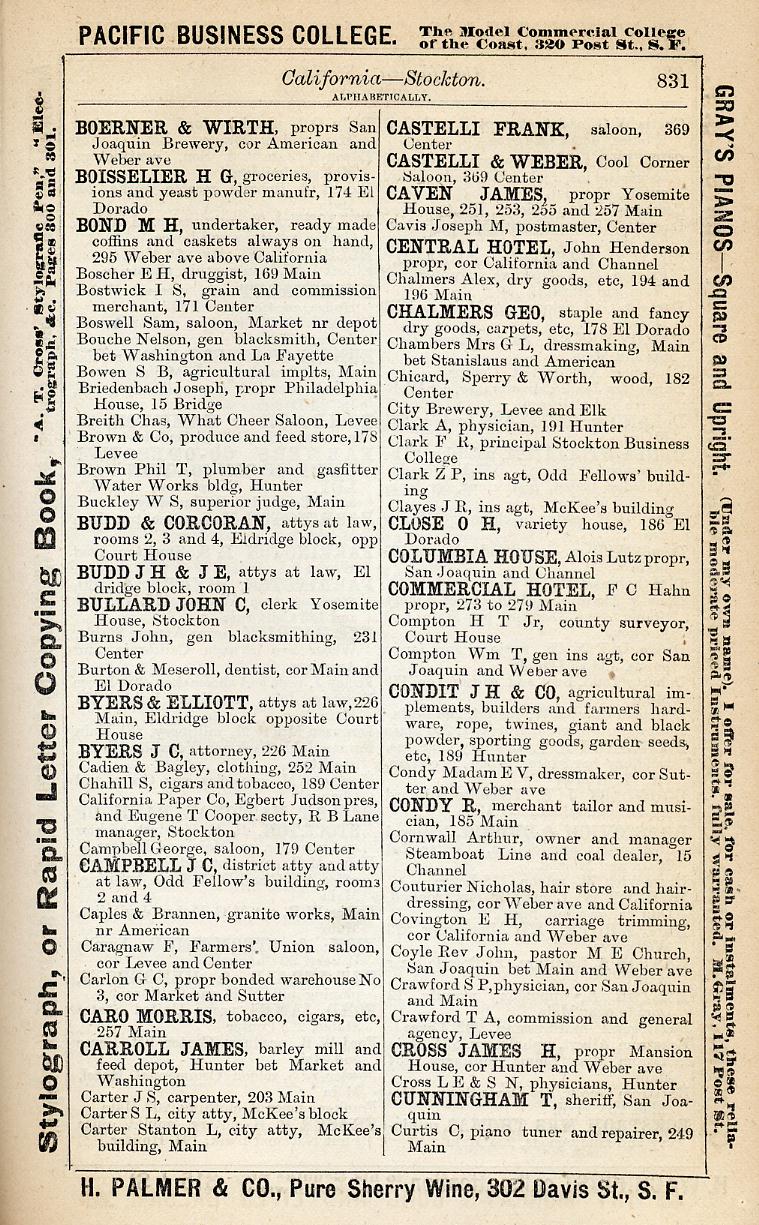 PACIFIC BUSINESS COLLEGE. The Model Commercial College
of the Coast, 320 Post St., S. F.
California—Stockton. 831
ALPHABETICALLY.
BOERNER & WIRTH, proprs San
Joaquin Brewery, cor American and
Weber ave
BOISSELIER H G, groceries, provis-
ions and yeast powder manufr, 174 El
Dorado
BOND M H, undertaker, ready made
coffins and caskets always on hand,
295 Weber ave above California
Boscher E H, druggist, 169 Main
Bostwick I S, grain and commission
merchant, 171 Center
Boswell Sam, saloon, Market nr depot
Bouche Nelson, gen blacksmith, Center
bet Washington and La Fayette
Bowen S B, agricultural implts, Main
Briedenbach Joseph, propr Philadelphia
House, 15 Bridge
Breith Chas, What Cheer Saloon, Levee
Brown & Co, produce and feed store, 178
Levee
Brown Phil T, plumber and gasfitter
Water Works bldg, Hunter
Buckley W S, superior judge, Main
BUDD & CORCORAN, attys at law,
rooms 2, 3 and 4, Eldridge block, opp
Court House
BUDD J H & J E, attys at law, El
dridge block, room 1
BULLARD JOHN C, clerk Yosemite
House, Stockton
Burns John, gen blacksmithing, 231
Center
Burton & Meseroll, dentist, cor Main and
El Dorado
BYERS & ELLIOTT, attys at law, 226
Main, Eldridge block opposite Court
House
BYERS J C, attorney, 226 Main
Cadien & Bagley, clothing, 252 Main
Chahill S, cigars and tobacco, 189 Center
California Paper Co, Egbert Judson pres,
and Eugene T Cooper secty, R B Lane
manager, Stockton
Campbell George, saloon, 179 Center
CAMPBELL J C, district atty and atty
at law, Odd Fellow's building, rooms
2 and 4
Caples & Brannen, granite works, Main
nr American
Caragnaw F, Farmers'. Union saloon,
cor Levee and Center
Carlon G C, propr bonded warehouse No
3, cor Market and Sutter
CARO MORRIS, tobacco, cigars, etc,
257 Main
CARROLL JAMES, barley mill and
feed depot, Hunter bet Market and
Washington
Carter J S, carpenter, 203 Main
Carter S L, city atty, McKee's block
Carter Stanton L, city atty, McKee's
building, Main
CASTELLI FRANK, saloon, 369
Center
CASTELLI & WEBER, Cool Corner
Saloon, 369 Center
CAVEN JAMES, propr Yosemite
House, 251, 253, 255 and 257 Main
Cavis Joseph M, postmaster, Center
CENTRAL HOTEL, John Henderson
propr, cor California and Channel
Chalmers Alex, dry goods, etc, 194 and
196 Main
CHALMERS GEO, staple and fancy
dry goods, carpets, etc, 178 El Dorado
Chambers Mrs G L, dressmaking, Main
bet Stanislaus and American
Chicard, Sperry & Worth, wood, 182
Center
City Brewery, Levee and Elk
Clark A, physician, 191 Hunter
Clark F R, principal Stockton Business
College
Clark Z P, ins agt, Odd Fellows' build-
ing
Clayes J R, ins agt, McKee's building
CLOSE O H, variety house, 186 El
Dorado
COLUMBIA HOUSE, Alois Lutz propr,
San Joaquin and Channel
COMMERCIAL HOTEL, F C Hahn
propr, 273 to 279 Main
Compton H T Jr, county surveyor,
Court House
Compton Wm T, gen ins agt, cor San
Joaquin and Weber ave
CONDIT J H & CO, agricultural im-
plements, builders and farmers hard-
ware, rope, twines, giant and black
powder, sporting goods, garden seeds,
etc, 189 Hunter
Condy Madam E V, dressmaker, cor Sut-
ter and Weber ave
CONDY R, merchant tailor and musi-
cian, 185 Main
Cornwall Arthur, owner and manager
Steamboat Line and coal dealer, 15
Channel
Couturier Nicholas, hair store and hair-
dressing, cor Weber ave and California
Covington E H, carriage trimming,
cor California and Weber ave
Coyle Rev John, pastor M E Church,
San Joaquin bet Main and Weber ave
Crawford S P, physician, cor San Joaquin
and Main
Crawford T A, commission and general
agency, Levee
CROSS JAMES H, propr Mansion
House, cor Hunter and Weber ave
Cross L E & S N, physicians, Hunter
CUNNINGHAM T, sheriff, San Joa-
quin
Curtis C, piano tuner and repairer, 249
Main
Stylograph, or Rapid Letter Copying Book, "A. T. Cross' Stylografic Pen," "Elec-
trograph, &c. Pages 300 and 301.
GRAY'S PIANOS—Square and Upright. (Under my own name). I offer for sale, for cash or instalments, these relia-
ble moderate priced Instruments, fully warranted. M. Gray, 117 Post St.
H. PALMER & CO., Pure Sherry Wine, 302 Davis St., S. F.